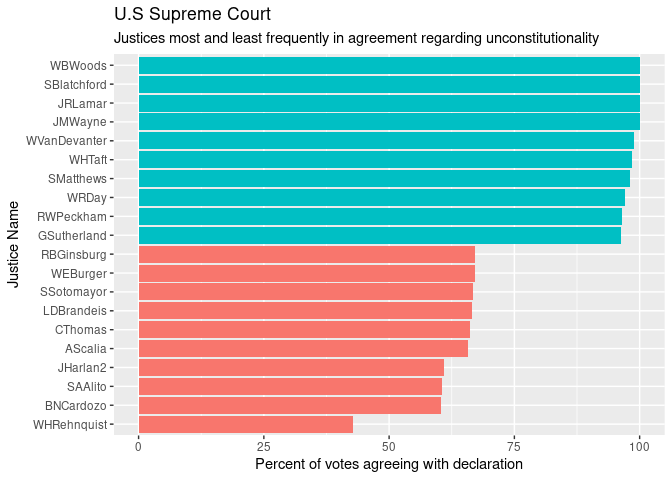 U.S Supreme Court
Justices most and least frequently in agreement regarding unconstitutionality
Justice Name
WBWoods
SBlatchford
JRLamar
JMWayne
WVanDevanter
WHTaft
SMatthews
WRDay
RWPeckham
GSutherland
RBGinsburg
WEBurger
SSotomayor
LDBrandeis
CThomas
AScalia
JHarlan2
SAAlito
BNCardozo
WHRehnquist
0 25 50 75 100
Percent of votes agreeing with declaration